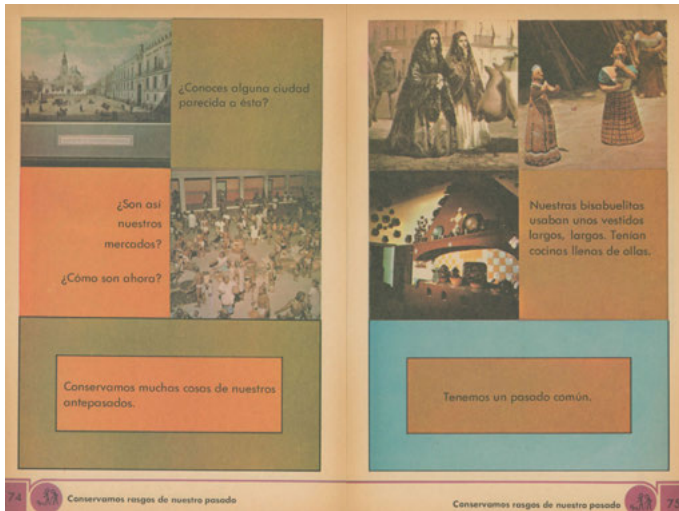 ¿Conoces alguna ciudad
parecida a ésta?
¿Son así
nuestros
mercados?
¿Cómo son ahora?
Conservamos muchas cosas de nuestros
antepasados.
74
Conservamos rasgos de nuestro pasado
Nuestras bisabuelitas
usaban unos vestidos
largos, largos. Tenían
cocinas llenas de ollas.
Tenemos un pasado común.
Conservamos rasgos de nuestro pasado
75